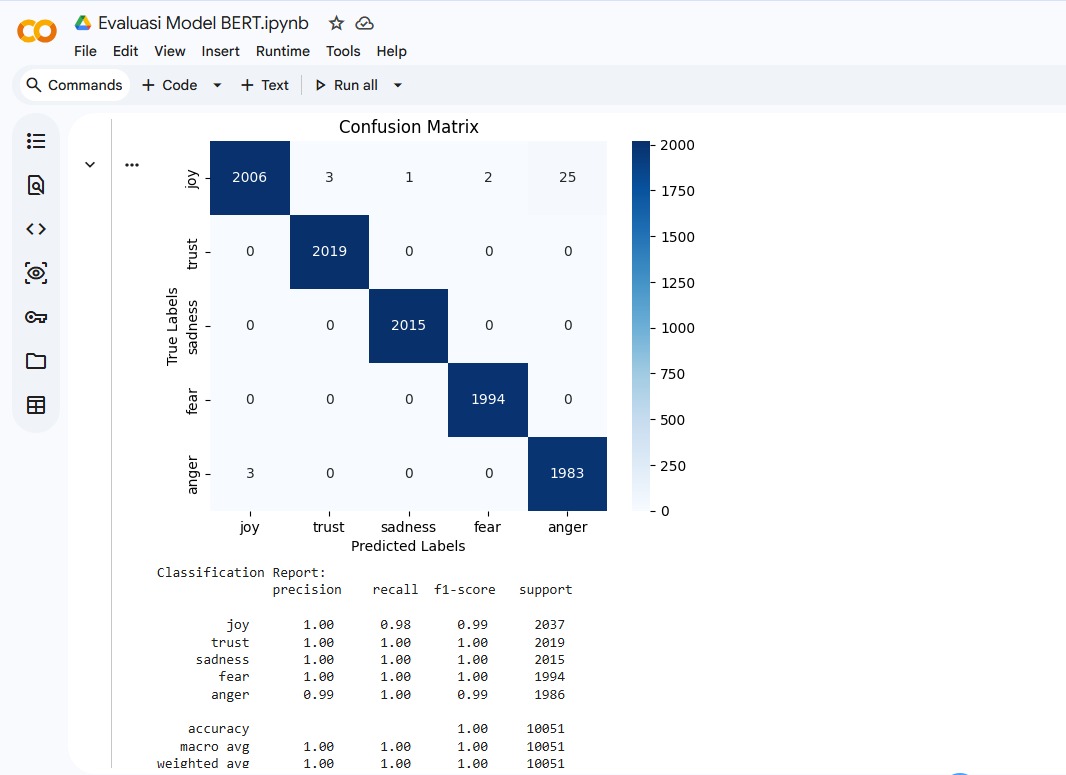 Evaluasi Model BERT.ipynb
File Edit View Insert Runtime Tools Help
Commands + Code + Text Run all
Confusion Matrix
joy 2006 3 1 2 25
trust 0 2019 0 0 0
sadness 0 0 2015 0 0
fear 0 0 0 1994 0
anger 3 0 0 0 1983
True Labels
joy trust sadness fear anger
Predicted Labels
2000
1750
1500
1250
1000
750
500
250
0
Classification Report:
precision recall f1-score support
joy 1.00 0.98 0.99 2037
trust 1.00 1.00 1.00 2019
sadness 1.00 1.00 1.00 2015
fear 1.00 1.00 1.00 1994
anger 0.99 1.00 0.99 1986
accuracy 1.00 10051
macro avg 1.00 1.00 1.00 10051
weighted avg 1.00 1.00 1.00 10051